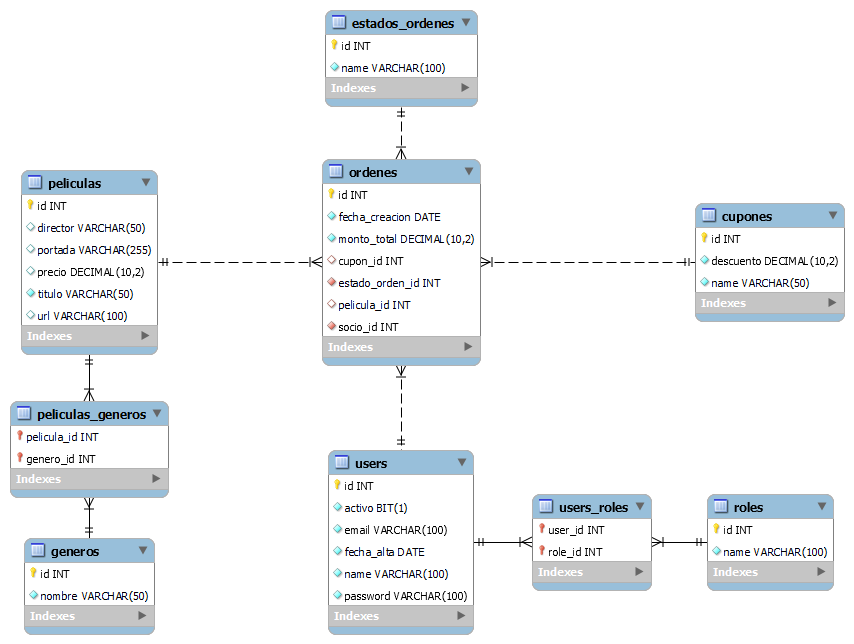 estados_ordenes
id INT
name VARCHAR(100)
Indexes
peliculas
id INT
director VARCHAR(50)
portada VARCHAR(255)
precio DECIMAL(10,2)
titulo VARCHAR(50)
url VARCHAR(100)
Indexes
ordenes
id INT
fecha_creacion DATE
monto_total DECIMAL(10,2)
cupon_id INT
estado_orden_id INT
pelicula_id INT
socio_id INT
Indexes
cupones
id INT
descuento DECIMAL(10,2)
name VARCHAR(50)
Indexes
peliculas_generos
pelicula_id INT
genero_id INT
Indexes
generos
id INT
nombre VARCHAR(50)
Indexes
users
id INT
activo BIT(1)
email VARCHAR(100)
fecha_alta DATE
name VARCHAR(100)
password VARCHAR(100)
Indexes
users_roles
user_id INT
role_id INT
Indexes
roles
id INT
name VARCHAR(100)
Indexes